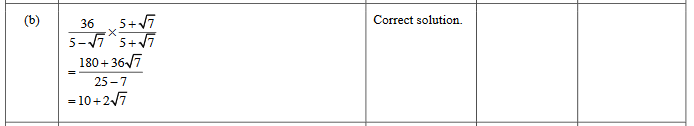 (b) 36/(5−√7) × (5+√7)/(5+√7) Correct solution.
= (180+36√7)/(25−7)
= 10+2√7